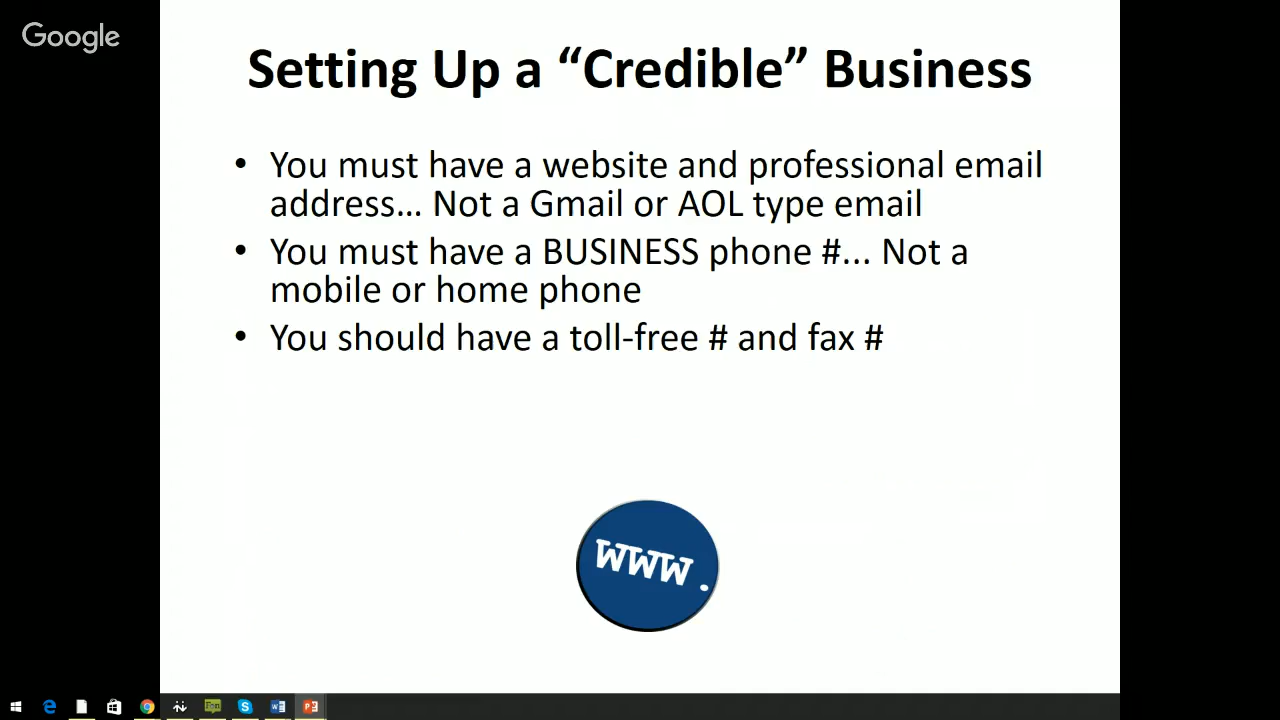 Google
Setting Up a “Credible” Business
• You must have a website and professional email
address... Not a Gmail or AOL type email
• You must have a BUSINESS phone #... Not a
mobile or home phone
• You should have a toll-free # and fax #
www.